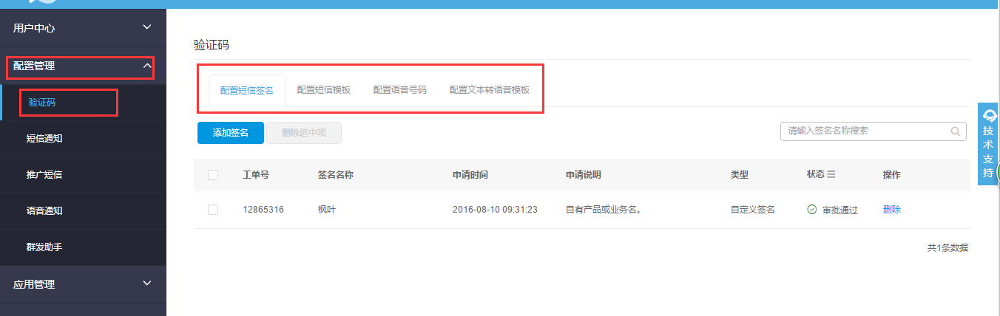 用户中心
配置管理
验证码
短信通知
推广短信
语音通知
群发助手
应用管理
验证码
配置短信签名 配置短信模板 配置语音号码 配置文本转语音模板
添加签名 删除选中项 请输入签名名称搜索
工单号 签名名称 申请时间 申请说明 类型 状态 操作
12865316 枫叶 2016-08-10 09:31:23 自有产品或业务名。 自定义签名 审批通过 删除
共1条数据
技术支持